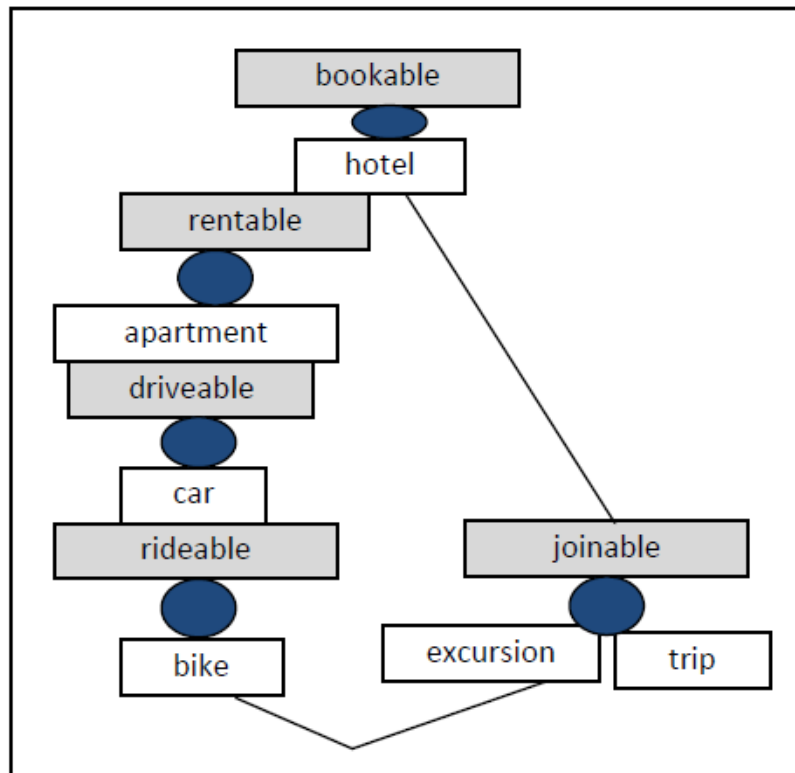 bookable
hotel
rentable
apartment
driveable
car
rideable
joinable
bike
excursion
trip